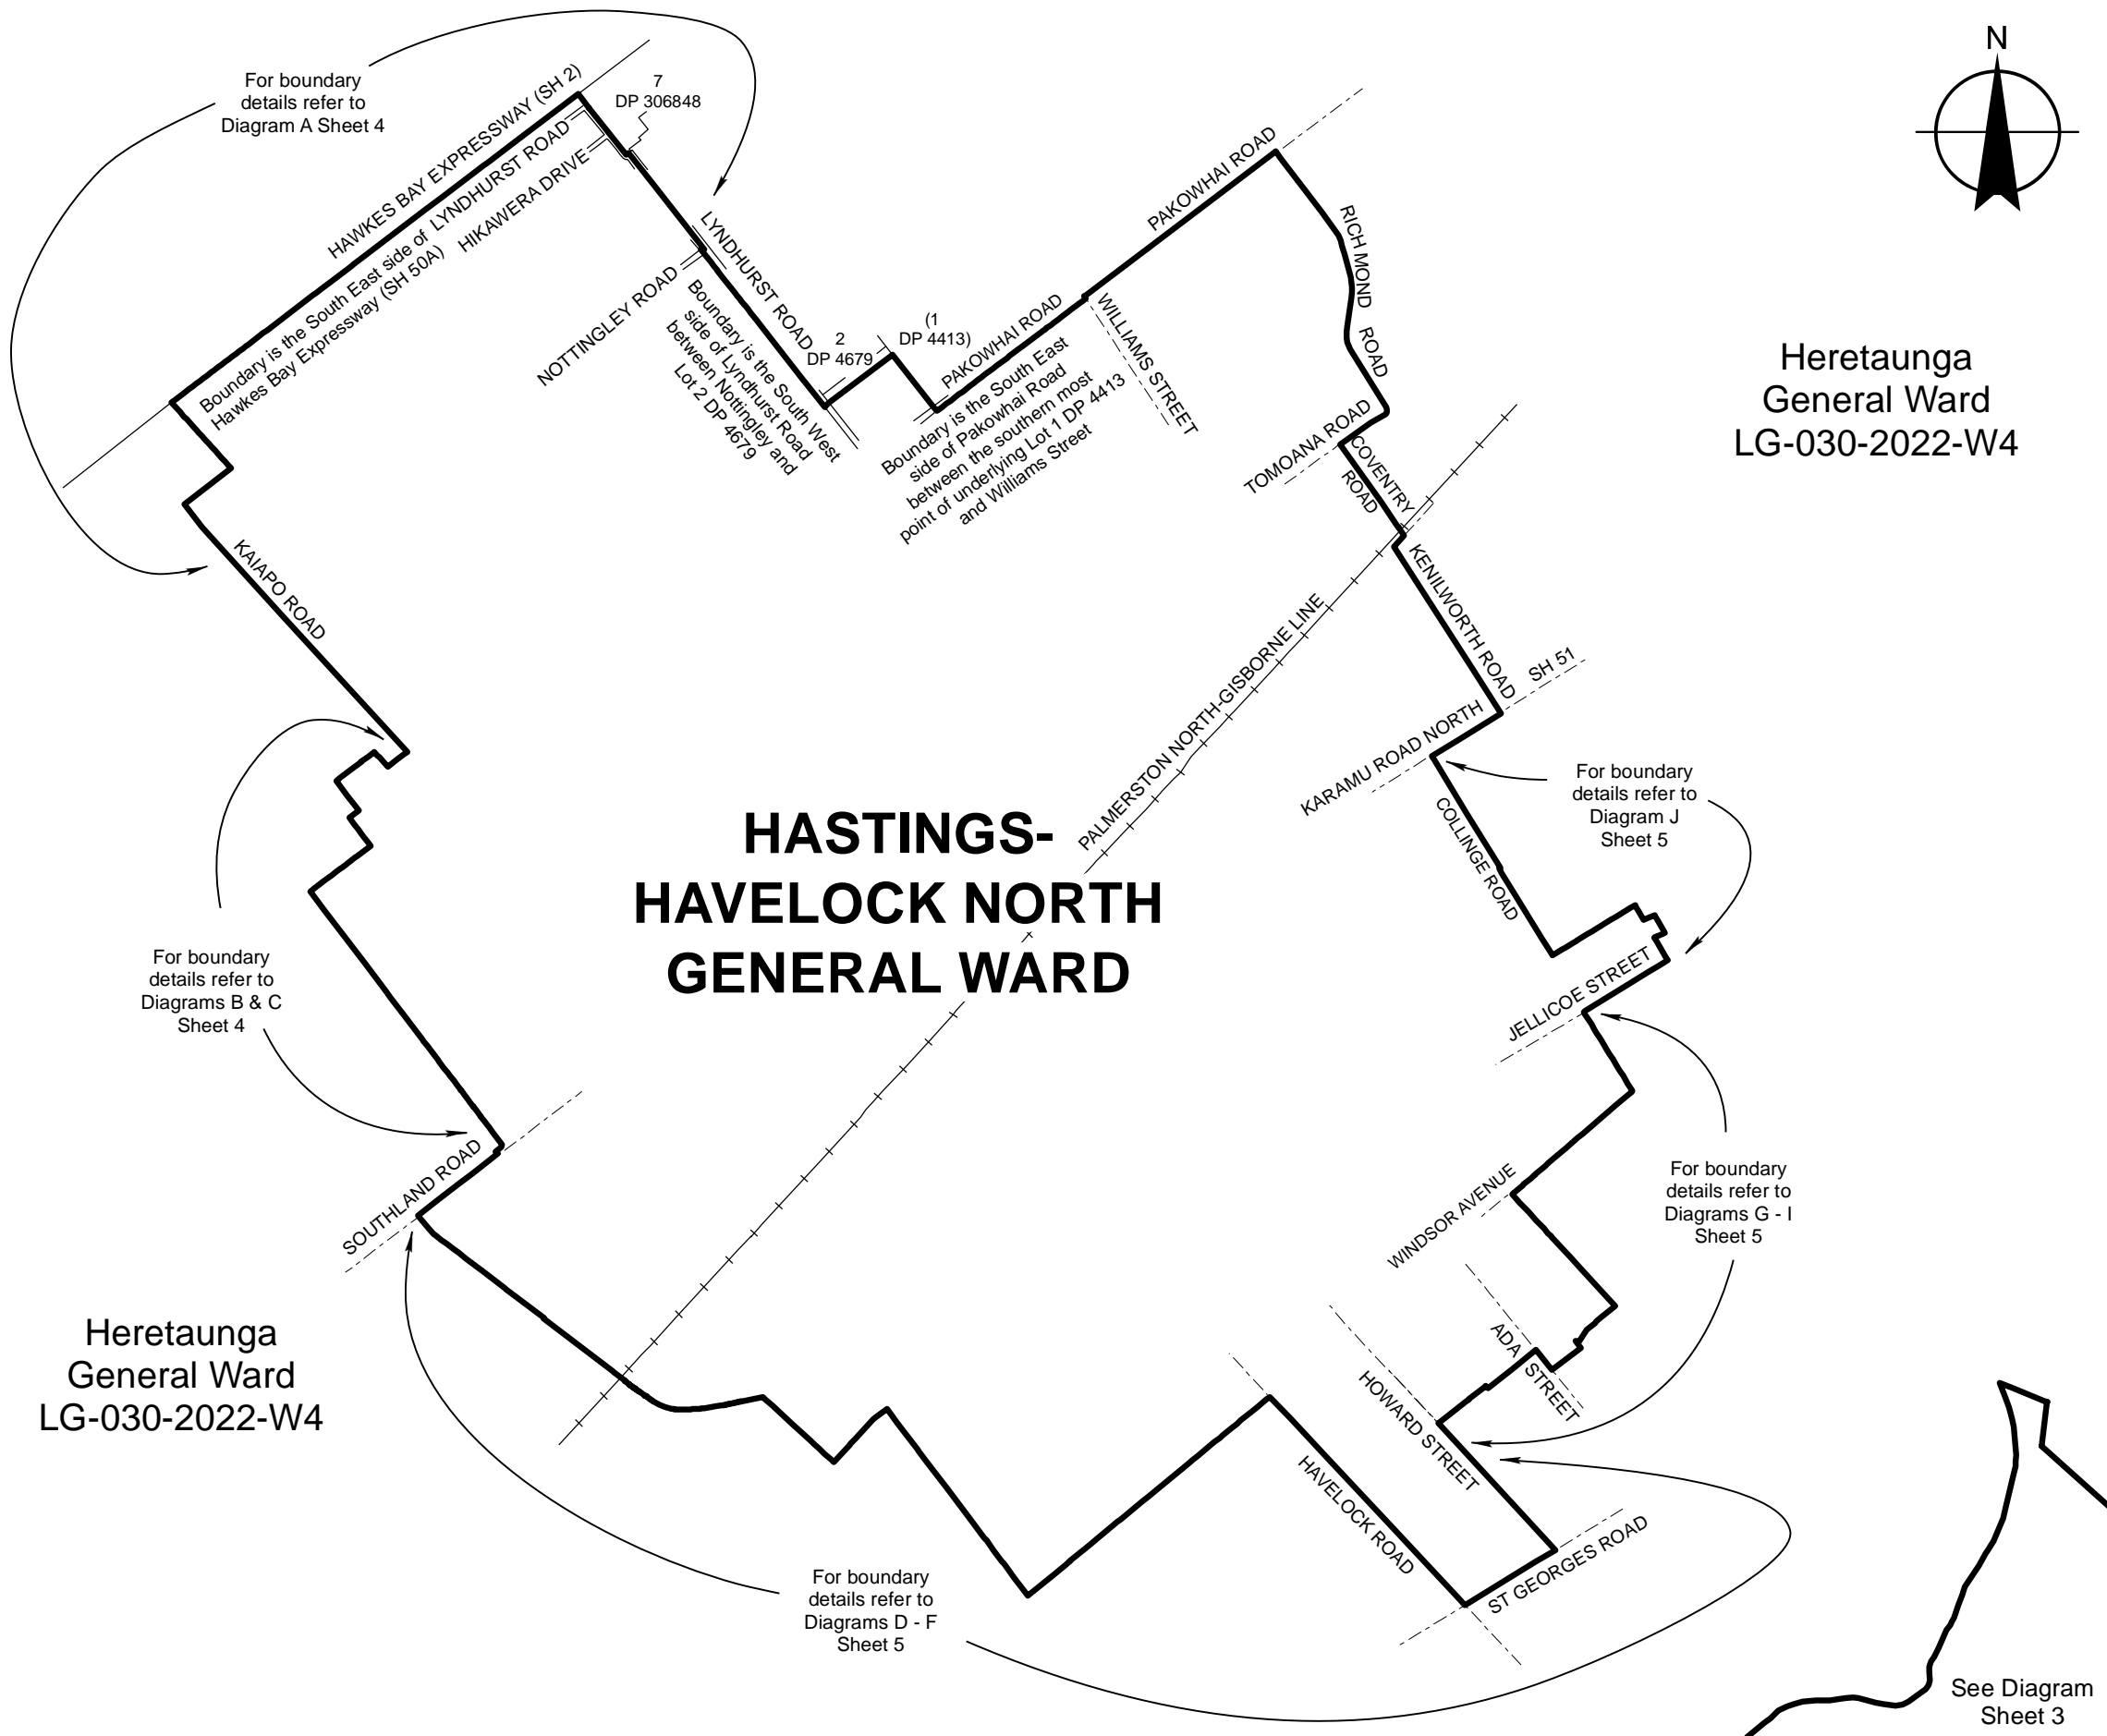 N
For boundary
details refer to
Diagram A Sheet 4
7
DP 306848
HAWKES BAY EXPRESSWAY (SH 2)
Boundary is the South East side of LYNDHURST ROAD
Hawkes Bay Expressway (SH 50A)
HIKAWERA DRIVE
LYNDHURST ROAD
NOTTINGLEY ROAD
Boundary is the South West
side of Lyndhurst Road
between Nottingley and
Lot 2 DP 4679
2
DP 4679
(1
DP 4413)
PAKOWHAI ROAD
PAKOWHAI ROAD
WILLIAMS STREET
Boundary is the South East
side of Pakowhai Road
between the southern most
point of underlying Lot 1 DP 4413
and Williams Street
RICHMOND ROAD
Heretaunga
General Ward
LG-030-2022-W4
TOMOANA ROAD
COVENTRY
ROAD
KENILWORTH ROAD
SH 51
KARAMU ROAD NORTH
PALMERSTON NORTH-GISBORNE LINE
KAIAPO ROAD
HASTINGS-
HAVELOCK NORTH
GENERAL WARD
For boundary
details refer to
Diagram J
Sheet 5
COLLINGE ROAD
JELLICOE STREET
For boundary
details refer to
Diagrams B & C
Sheet 4
SOUTHLAND ROAD
WINDSOR AVENUE
For boundary
details refer to
Diagrams G - I
Sheet 5
ADA STREET
HOWARD STREET
HAVELOCK ROAD
ST GEORGES ROAD
Heretaunga
General Ward
LG-030-2022-W4
For boundary
details refer to
Diagrams D - F
Sheet 5
See Diagram
Sheet 3